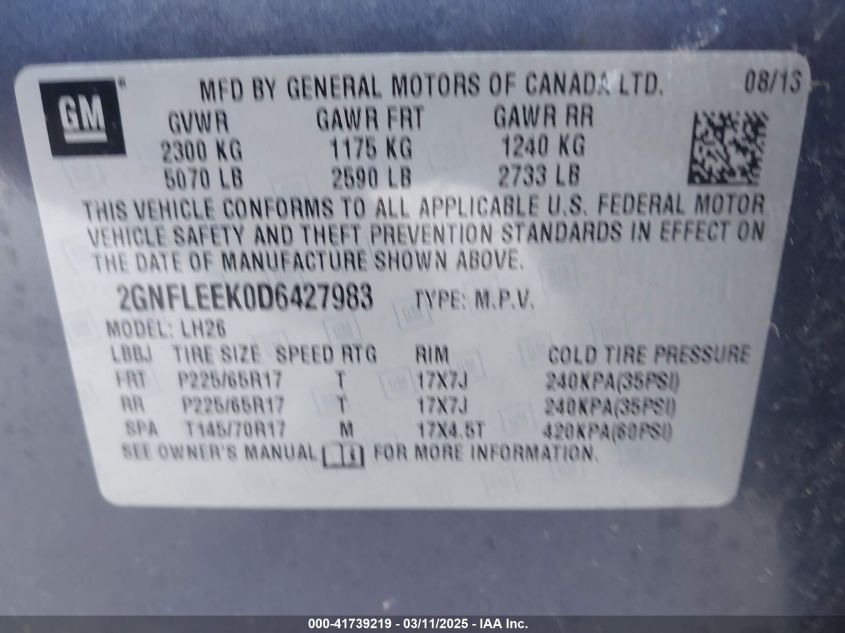 GM® MFD BY GENERAL MOTORS OF CANADA LTD. 08/13
GVWR GAWR FRT GAWR RR
2300 KG 1175 KG 1240 KG
5070 LB 2590 LB 2733 LB
THIS VEHICLE CONFORMS TO ALL APPLICABLE U.S. FEDERAL MOTOR
VEHICLE SAFETY AND THEFT PREVENTION STANDARDS IN EFFECT ON
THE DATE OF MANUFACTURE SHOWN ABOVE.
2GNFLEEK0D6427983 TYPE: M.P.V.
MODEL: LH26
LBBJ TIRE SIZE SPEED RTG RIM COLD TIRE PRESSURE
FRT P225/65R17 T 17X7J 240KPA(35PSI)
RR P225/65R17 T 17X7J 240KPA(35PSI)
SPA T145/70R17 M 17X4.5T 420KPA(60PSI)
SEE OWNER'S MANUAL FOR MORE INFORMATION.
000-41739219 - 03/11/2025 - IAA Inc.